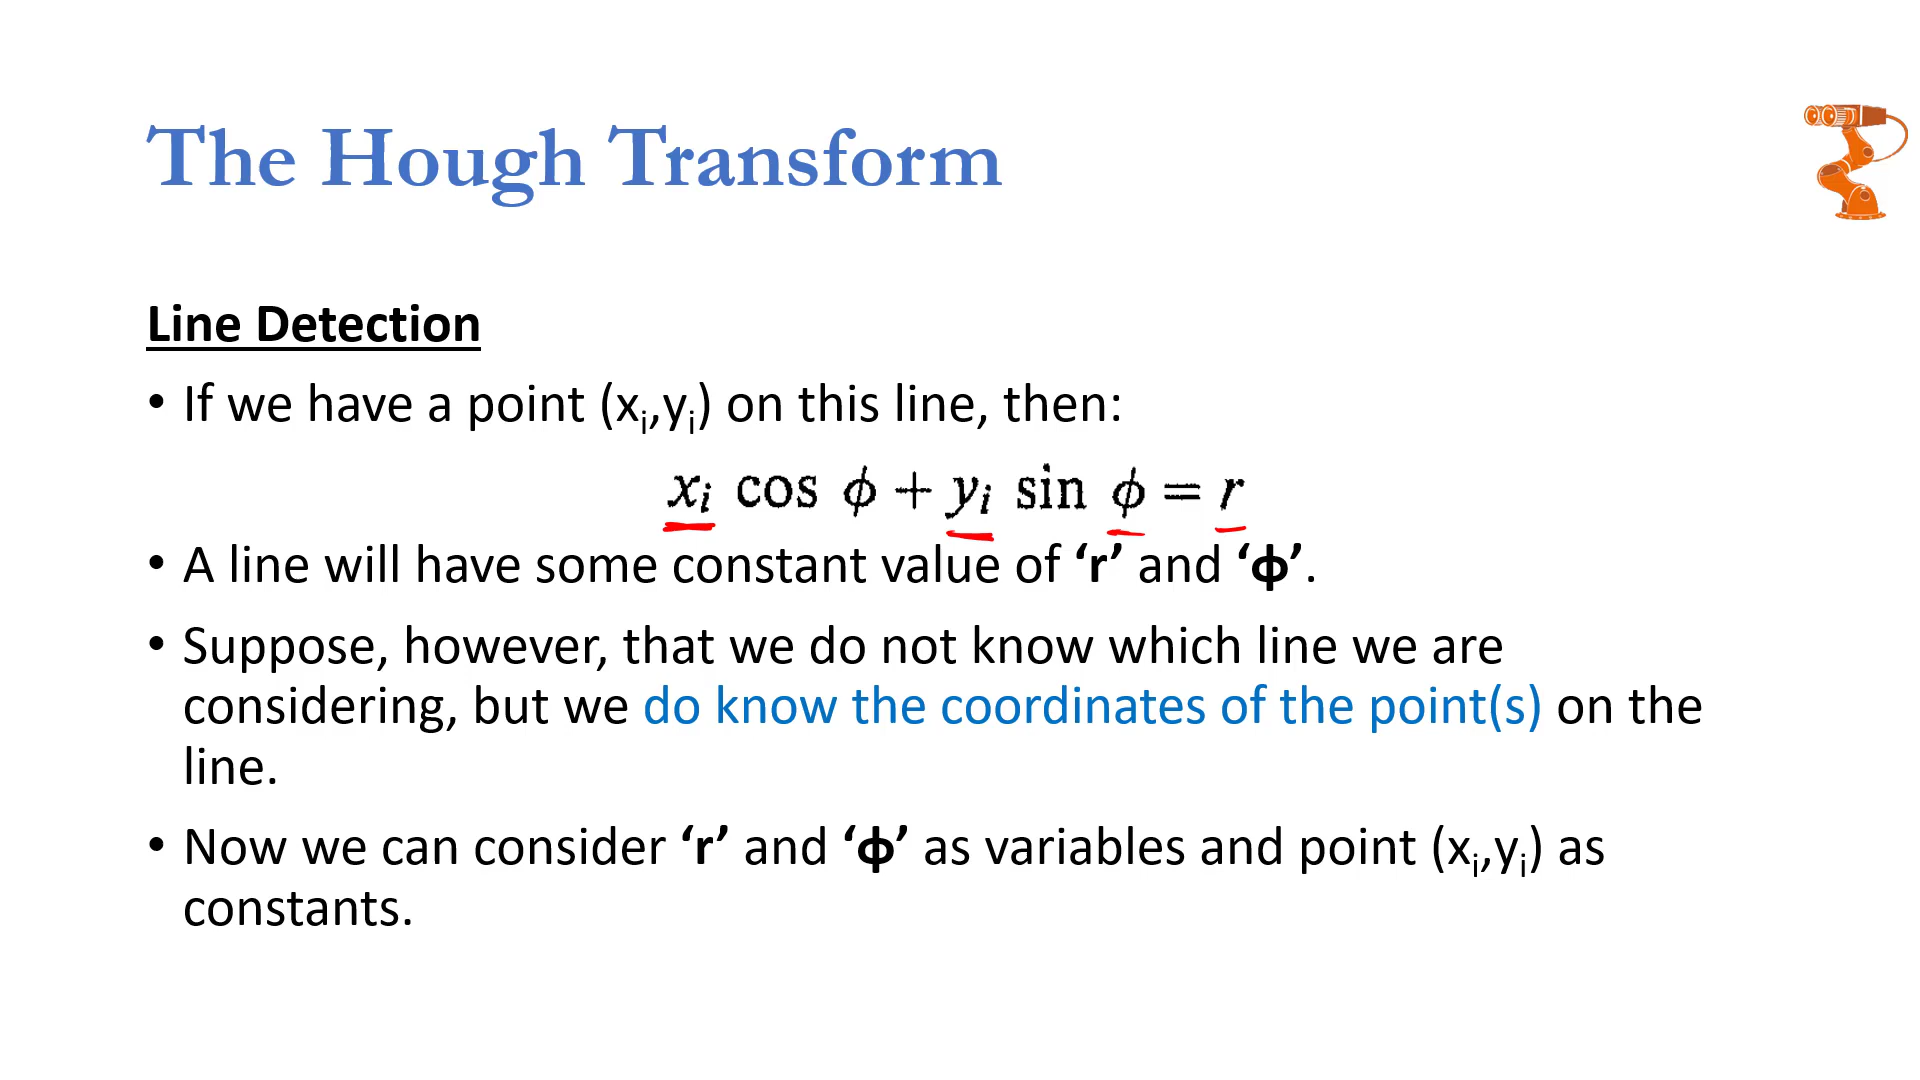 The Hough Transform
Line Detection
• If we have a point (xᵢ,yᵢ) on this line, then:
xᵢ cos ϕ + yᵢ sin ϕ = r
• A line will have some constant value of ‘r’ and ‘ϕ’.
• Suppose, however, that we do not know which line we are
considering, but we do know the coordinates of the point(s) on the
line.
• Now we can consider ‘r’ and ‘ϕ’ as variables and point (xᵢ,yᵢ) as
constants.